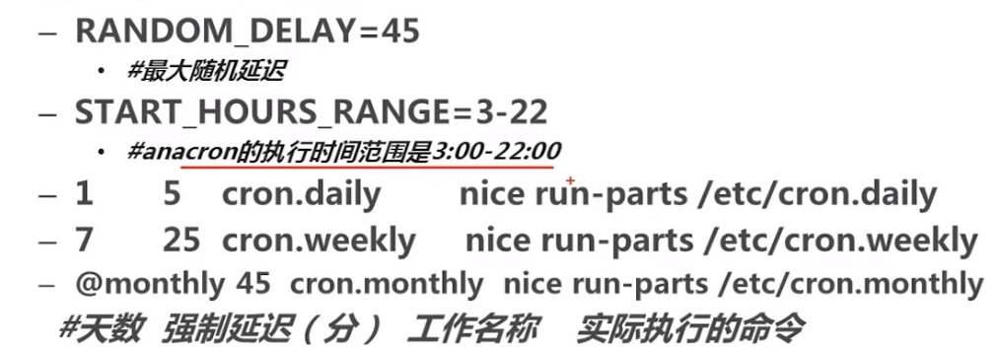 – RANDOM_DELAY=45
• #最大随机延迟
– START_HOURS_RANGE=3-22
• #anacron的执行时间范围是3:00-22:00
– 1 5 cron.daily nice run-parts /etc/cron.daily
– 7 25 cron.weekly nice run-parts /etc/cron.weekly
– @monthly 45 cron.monthly nice run-parts /etc/cron.monthly
#天数 强制延迟（分） 工作名称 实际执行的命令